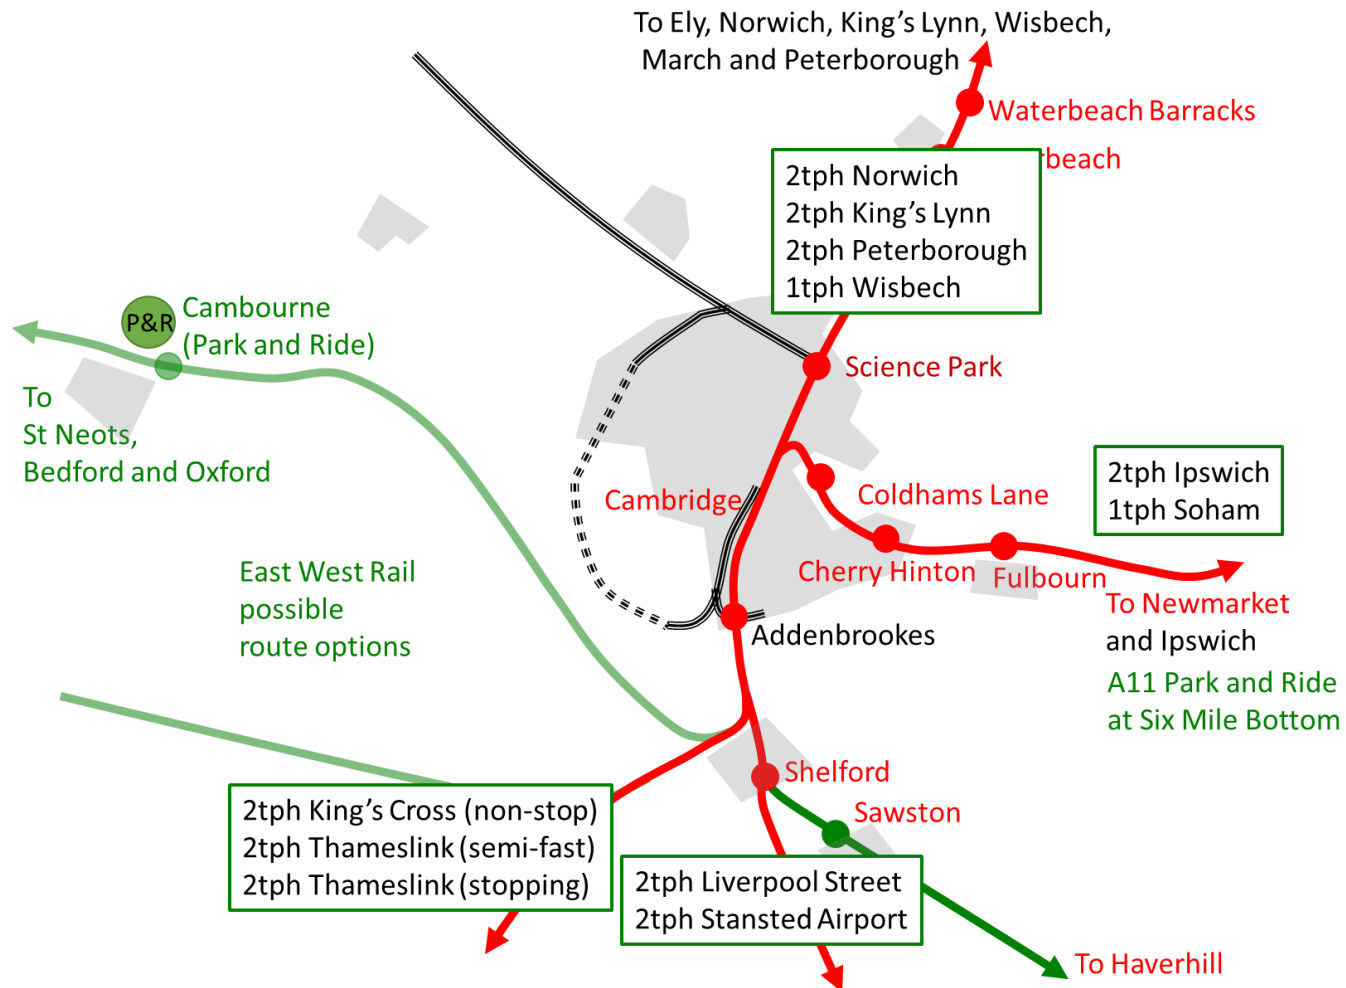 To Ely, Norwich, King's Lynn, Wisbech,
March and Peterborough
Waterbeach Barracks
rbeach
2tph Norwich
2tph King's Lynn
2tph Peterborough
1tph Wisbech
P&R
Cambourne
(Park and Ride)
Science Park
To
St Neots,
Bedford and Oxford
2tph Ipswich
1tph Soham
Cambridge
Coldhams Lane
Cherry Hinton
Fulbourn
East West Rail
possible
route options
To Newmarket
and Ipswich
A11 Park and Ride
at Six Mile Bottom
Addenbrookes
Shelford
Sawston
2tph King's Cross (non-stop)
2tph Thameslink (semi-fast)
2tph Thameslink (stopping)
2tph Liverpool Street
2tph Stansted Airport
To Haverhill